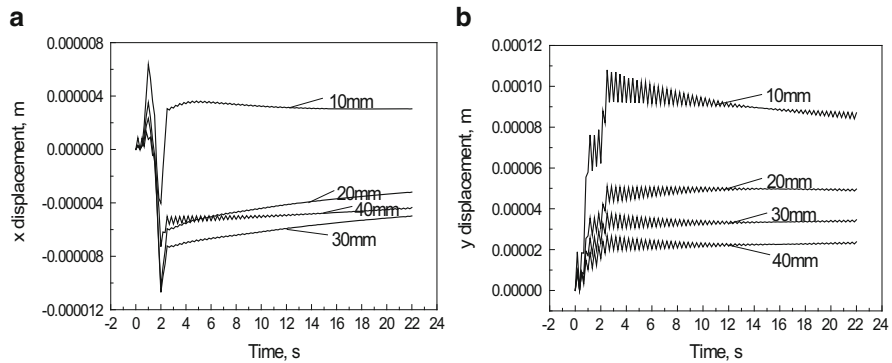 a
0.000008
0.000004
0.000000
-0.000004
-0.000008
-0.000012
x displacement, m
10mm
20mm
40mm
30mm
-2 0 2 4 6 8 10 12 14 16 18 20 22 24
Time, s
b
0.00012
0.00010
0.00008
0.00006
0.00004
0.00002
0.00000
y displacement, m
10mm
20mm
30mm
40mm
-2 0 2 4 6 8 10 12 14 16 18 20 22 24
Time, s